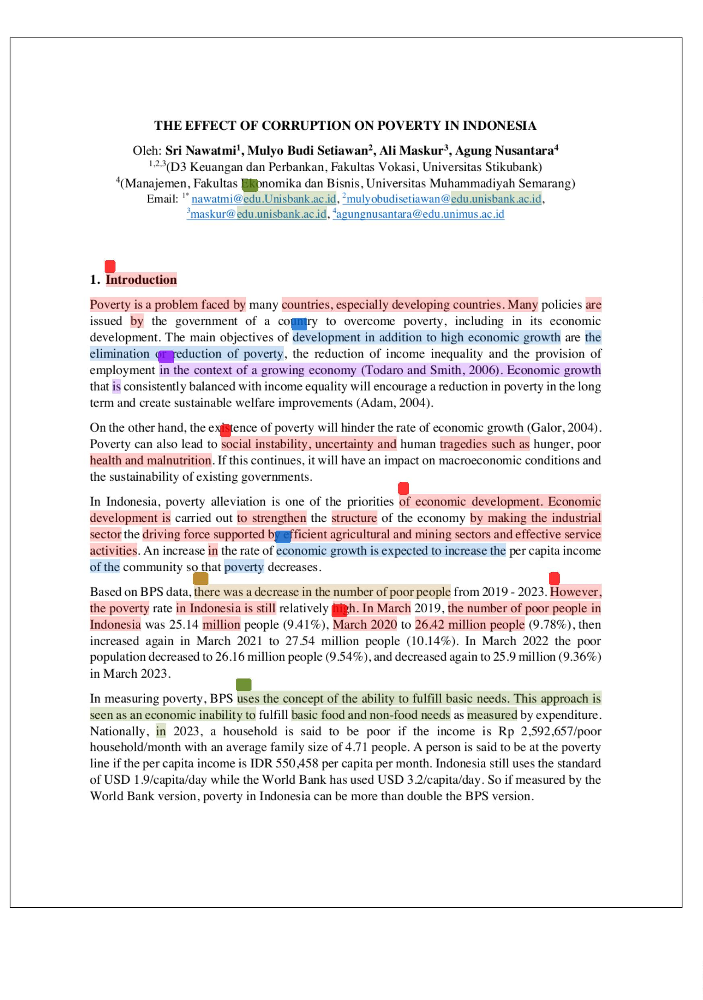 THE EFFECT OF CORRUPTION ON POVERTY IN INDONESIA
Oleh: Sri Nawatmi1, Mulyo Budi Setiawan2, Ali Maskur3, Agung Nusantara4
1,2,3(D3 Keuangan dan Perbankan, Fakultas Vokasi, Universitas Stikubank)
4(Manajemen, Fakultas Ekonomika dan Bisnis, Universitas Muhammadiyah Semarang)
Email: 1* nawatmi@edu.Unisbank.ac.id, 2mulyobudisetiawan@edu.unisbank.ac.id,
3maskur@edu.unisbank.ac.id, 4agungnusantara@edu.unimus.ac.id
1. Introduction
Poverty is a problem faced by many countries, especially developing countries. Many policies are
issued by the government of a country to overcome poverty, including in its economic
development. The main objectives of development in addition to high economic growth are the
elimination or reduction of poverty, the reduction of income inequality and the provision of
employment in the context of a growing economy (Todaro and Smith, 2006). Economic growth
that is consistently balanced with income equality will encourage a reduction in poverty in the long
term and create sustainable welfare improvements (Adam, 2004).
On the other hand, the existence of poverty will hinder the rate of economic growth (Galor, 2004).
Poverty can also lead to social instability, uncertainty and human tragedies such as hunger, poor
health and malnutrition. If this continues, it will have an impact on macroeconomic conditions and
the sustainability of existing governments.
In Indonesia, poverty alleviation is one of the priorities of economic development. Economic
development is carried out to strengthen the structure of the economy by making the industrial
sector the driving force supported by efficient agricultural and mining sectors and effective service
activities. An increase in the rate of economic growth is expected to increase the per capita income
of the community so that poverty decreases.
Based on BPS data, there was a decrease in the number of poor people from 2019 - 2023. However,
the poverty rate in Indonesia is still relatively high. In March 2019, the number of poor people in
Indonesia was 25.14 million people (9.41%), March 2020 to 26.42 million people (9.78%), then
increased again in March 2021 to 27.54 million people (10.14%). In March 2022 the poor
population decreased to 26.16 million people (9.54%), and decreased again to 25.9 million (9.36%)
in March 2023.
In measuring poverty, BPS uses the concept of the ability to fulfill basic needs. This approach is
seen as an economic inability to fulfill basic food and non-food needs as measured by expenditure.
Nationally, in 2023, a household is said to be poor if the income is Rp 2,592,657/poor
household/month with an average family size of 4.71 people. A person is said to be at the poverty
line if the per capita income is IDR 550,458 per capita per month. Indonesia still uses the standard
of USD 1.9/capita/day while the World Bank has used USD 3.2/capita/day. So if measured by the
World Bank version, poverty in Indonesia can be more than double the BPS version.